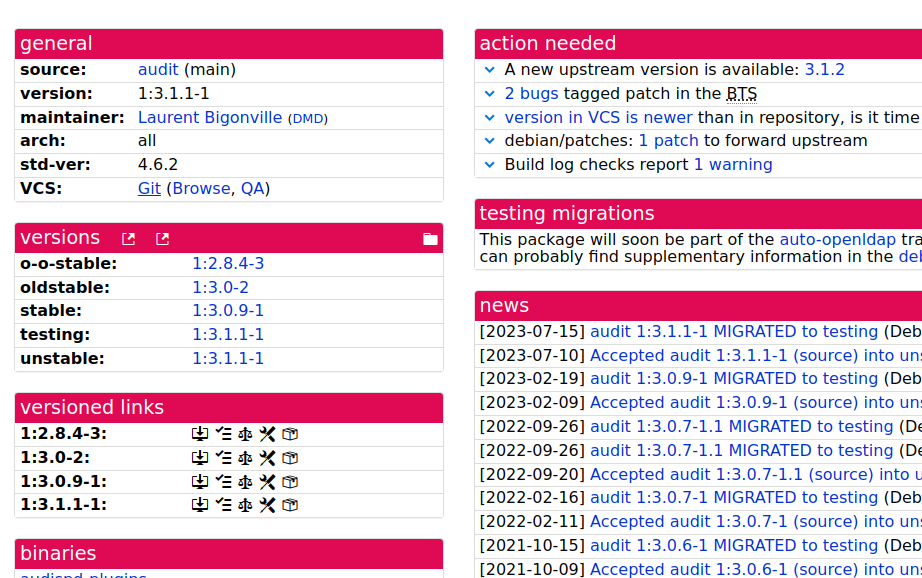 general
source: audit (main)
version: 1:3.1.1-1
maintainer: Laurent Bigonville (DMD)
arch: all
std-ver: 4.6.2
VCS: Git (Browse, QA)
versions
o-o-stable: 1:2.8.4-3
oldstable: 1:3.0-2
stable: 1:3.0.9-1
testing: 1:3.1.1-1
unstable: 1:3.1.1-1
versioned links
1:2.8.4-3:
1:3.0-2:
1:3.0.9-1:
1:3.1.1-1:
binaries
audispd-plugins
action needed
A new upstream version is available: 3.1.2
2 bugs tagged patch in the BTS
version in VCS is newer than in repository, is it time
debian/patches: 1 patch to forward upstream
Build log checks report 1 warning
testing migrations
This package will soon be part of the auto-openldap tra
can probably find supplementary information in the deb
news
[2023-07-15] audit 1:3.1.1-1 MIGRATED to testing (Deb
[2023-07-10] Accepted audit 1:3.1.1-1 (source) into uns
[2023-02-19] audit 1:3.0.9-1 MIGRATED to testing (Deb
[2023-02-09] Accepted audit 1:3.0.9-1 (source) into uns
[2022-09-26] audit 1:3.0.7-1.1 MIGRATED to testing (De
[2022-09-26] audit 1:3.0.7-1.1 MIGRATED to testing (De
[2022-09-20] Accepted audit 1:3.0.7-1.1 (source) into u
[2022-02-16] audit 1:3.0.7-1 MIGRATED to testing (Deb
[2022-02-11] Accepted audit 1:3.0.7-1 (source) into uns
[2021-10-15] audit 1:3.0.6-1 MIGRATED to testing (Deb
[2021-10-09] Accepted audit 1:3.0.6-1 (source) into uns